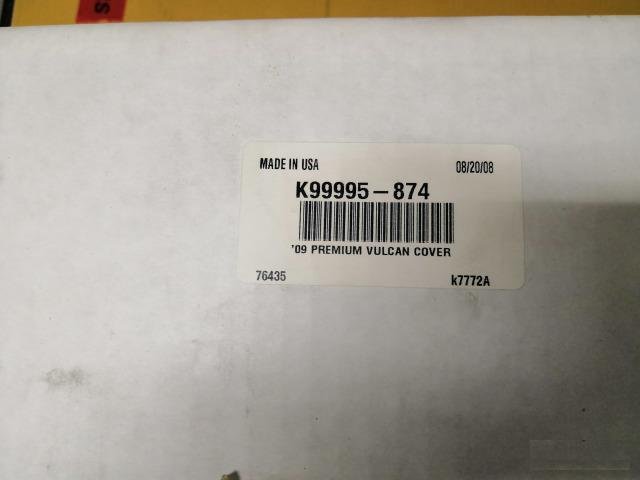 S
MADE IN USA 08/20/08
K99995-874
'09 PREMIUM VULCAN COVER
76435 k7772A